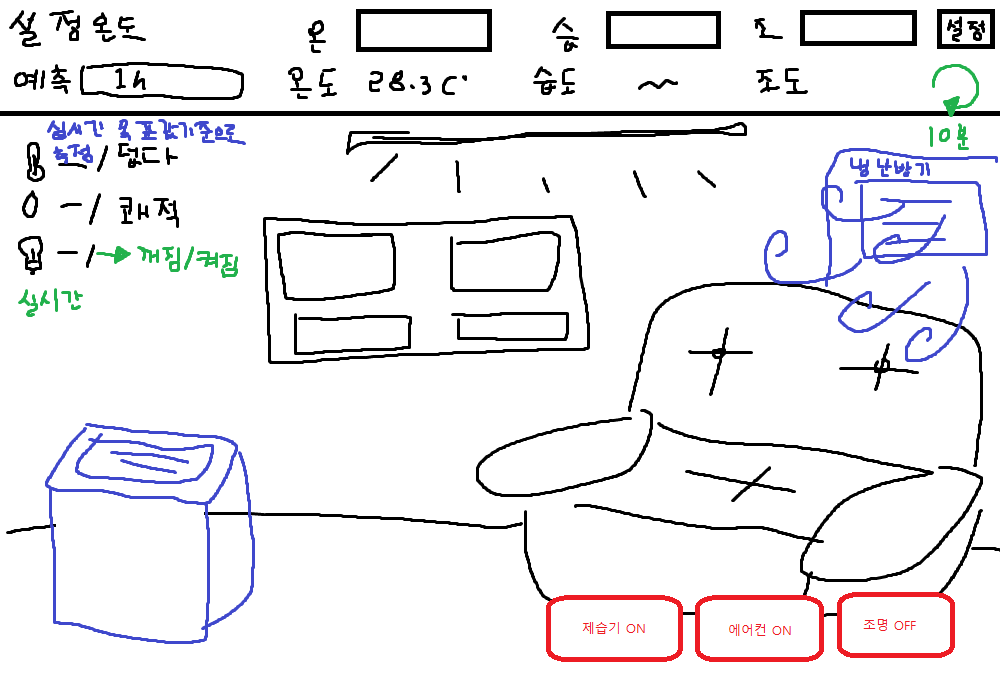 설정온도 온 습 조 설정
예측 1h 온도 28.3C° 습도 ~ 조도
10분
실시간 목표값기준으로
측정
— / 덥다
— / 쾌적
— / → 꺼짐/켜짐
실시간
냉난방기
제습기 ON 에어컨 ON 조명 OFF